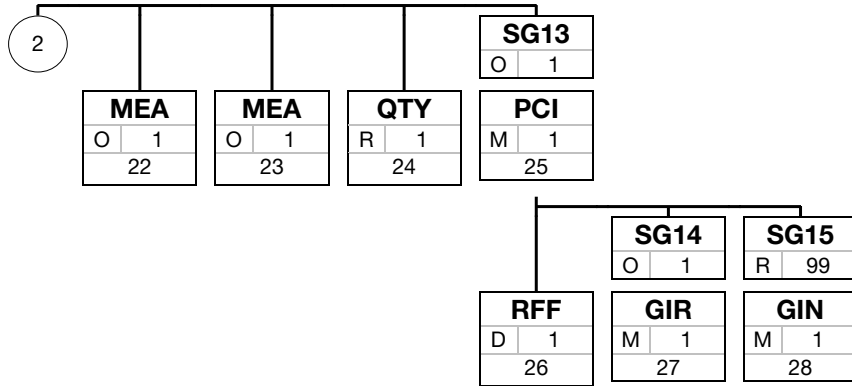 2
SG13
O 1
MEA MEA QTY PCI
O 1 O 1 R 1 M 1
22 23 24 25
SG14 SG15
O 1 R 99
RFF GIR GIN
D 1 M 1 M 1
26 27 28